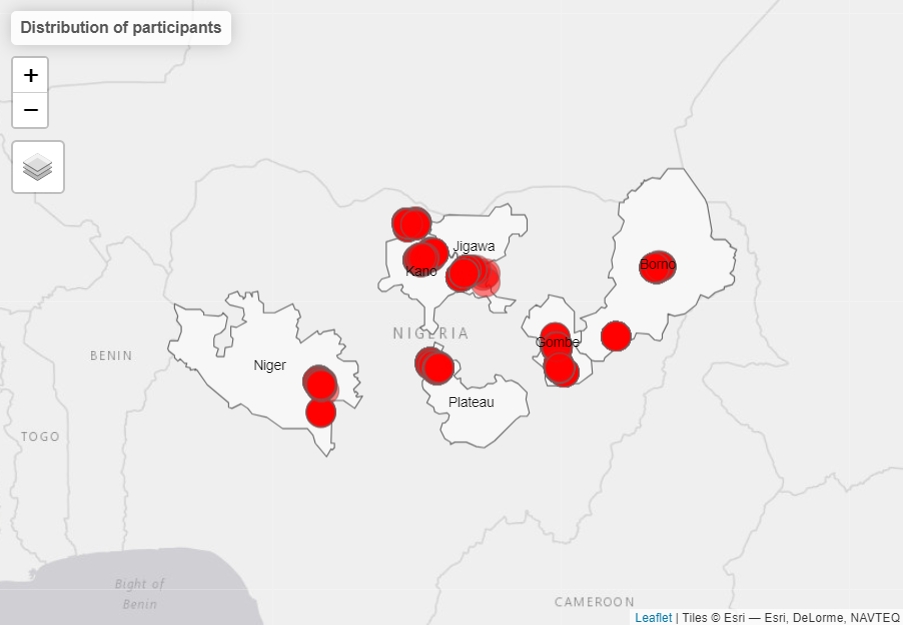 Distribution of participants
+
−
Jigawa
Kano
Borno
NIGERIA
Gombe
BENIN
Niger
Plateau
TOGO
Bight of
Benin
CAMEROON
Leaflet | Tiles © Esri — Esri, DeLorme, NAVTEQ